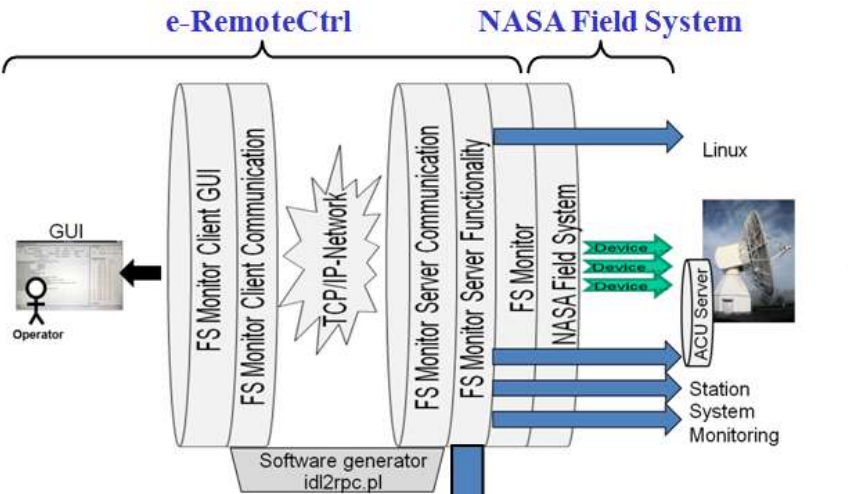 e-RemoteCtrl
NASA Field System
GUI
Operator
FS Monitor Client GUI
FS Monitor Client Communication
TCP/IP-Network
FS Monitor Server Communication
FS Monitor Server Functionality
FS Monitor
NASA Field System
Linux
Device
Device
Device
ACU Server
Station
System
Monitoring
Software generator
idl2rpc.pl